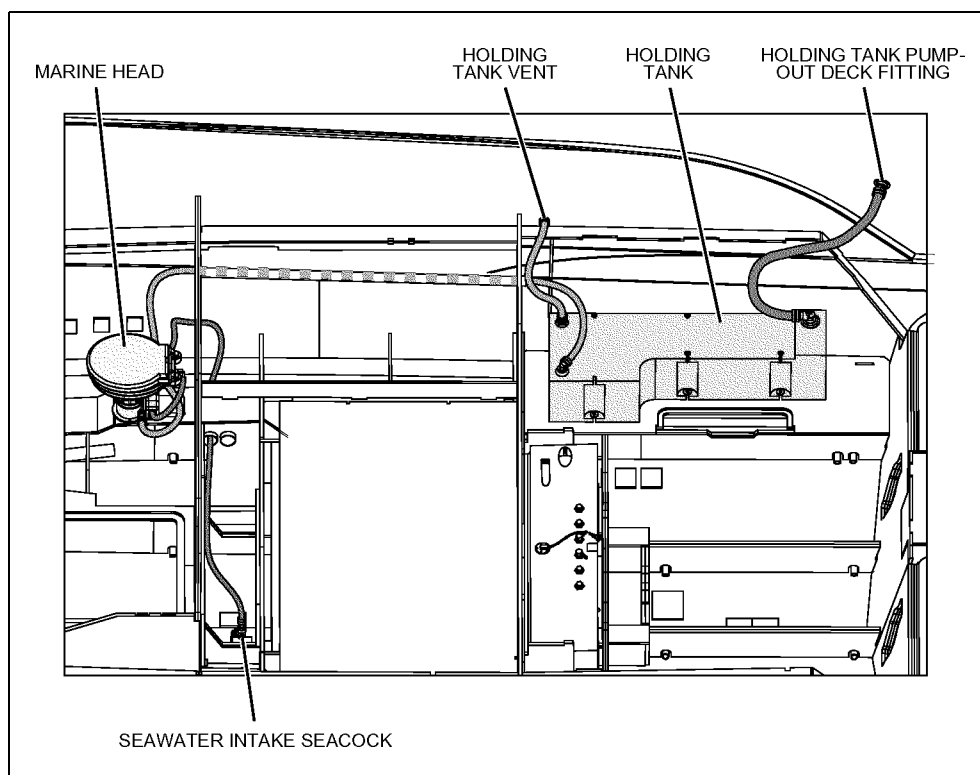 MARINE HEAD
HOLDING
TANK VENT
HOLDING
TANK
HOLDING TANK PUMP-
OUT DECK FITTING
SEAWATER INTAKE SEACOCK